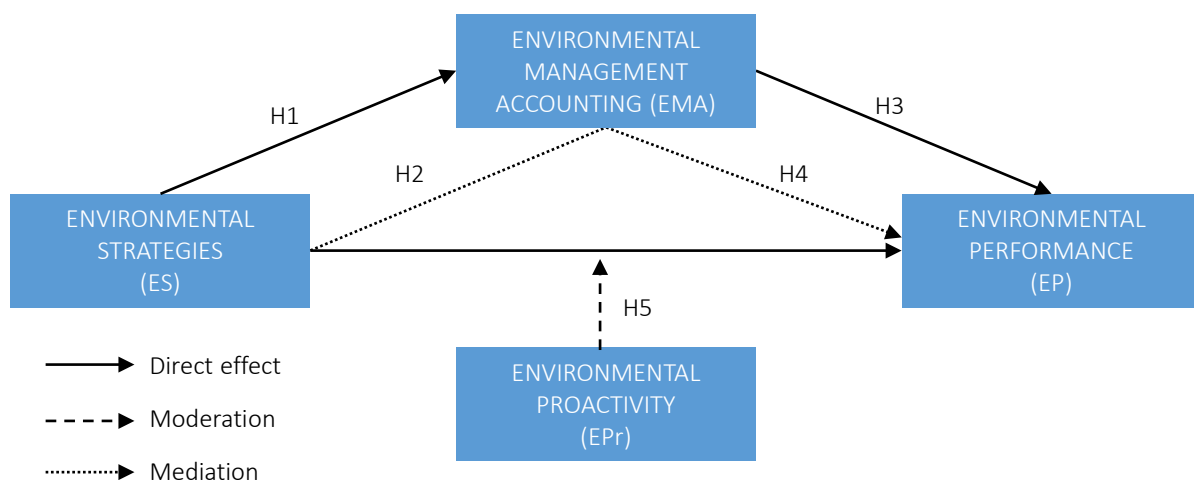 ENVIRONMENTAL
MANAGEMENT
ACCOUNTING (EMA)
H1
H3
H2
H4
ENVIRONMENTAL
STRATEGIES
(ES)
ENVIRONMENTAL
PERFORMANCE
(EP)
H5
ENVIRONMENTAL
PROACTIVITY
(EPr)
Direct effect
Moderation
Mediation